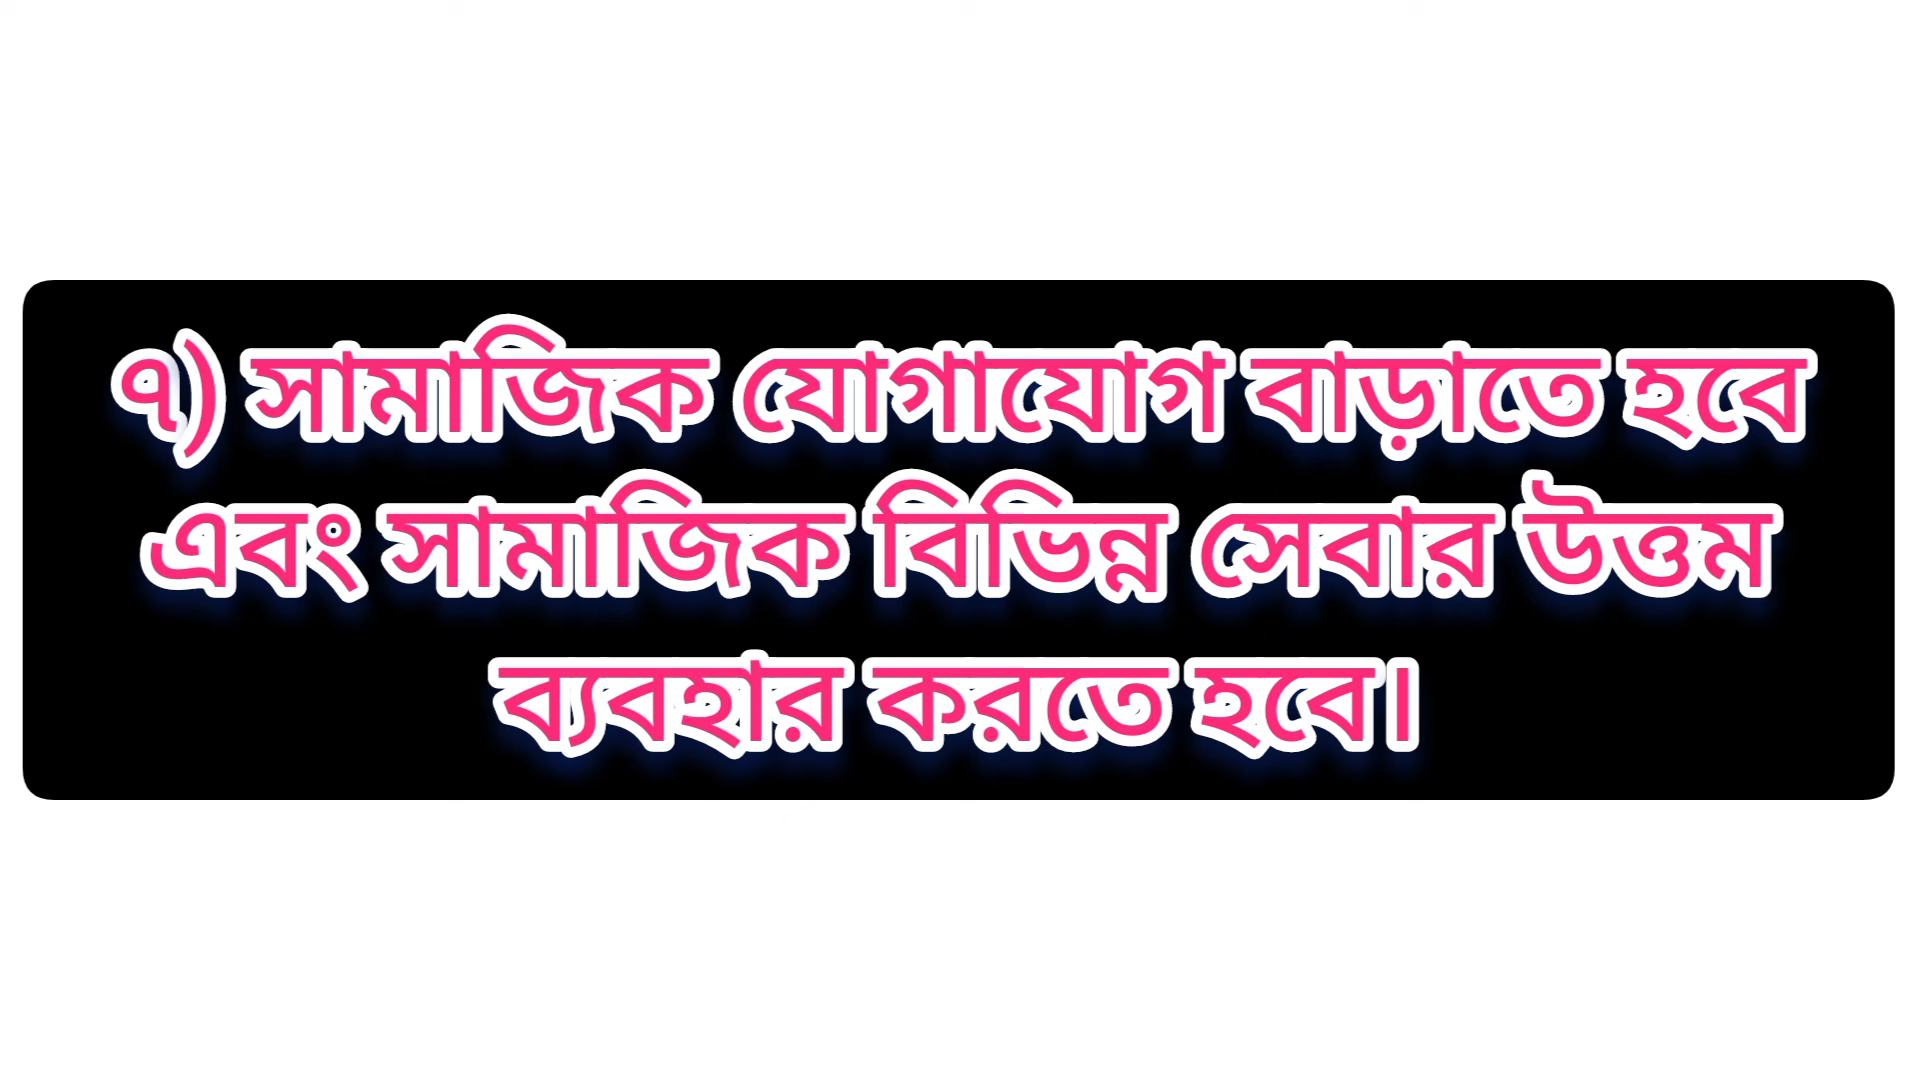 ৭) সামাজিক যোগাযোগ বাড়াতে হবে
এবং সামাজিক বিভিন্ন সেবার উত্তম
ব্যবহার করতে হবে।